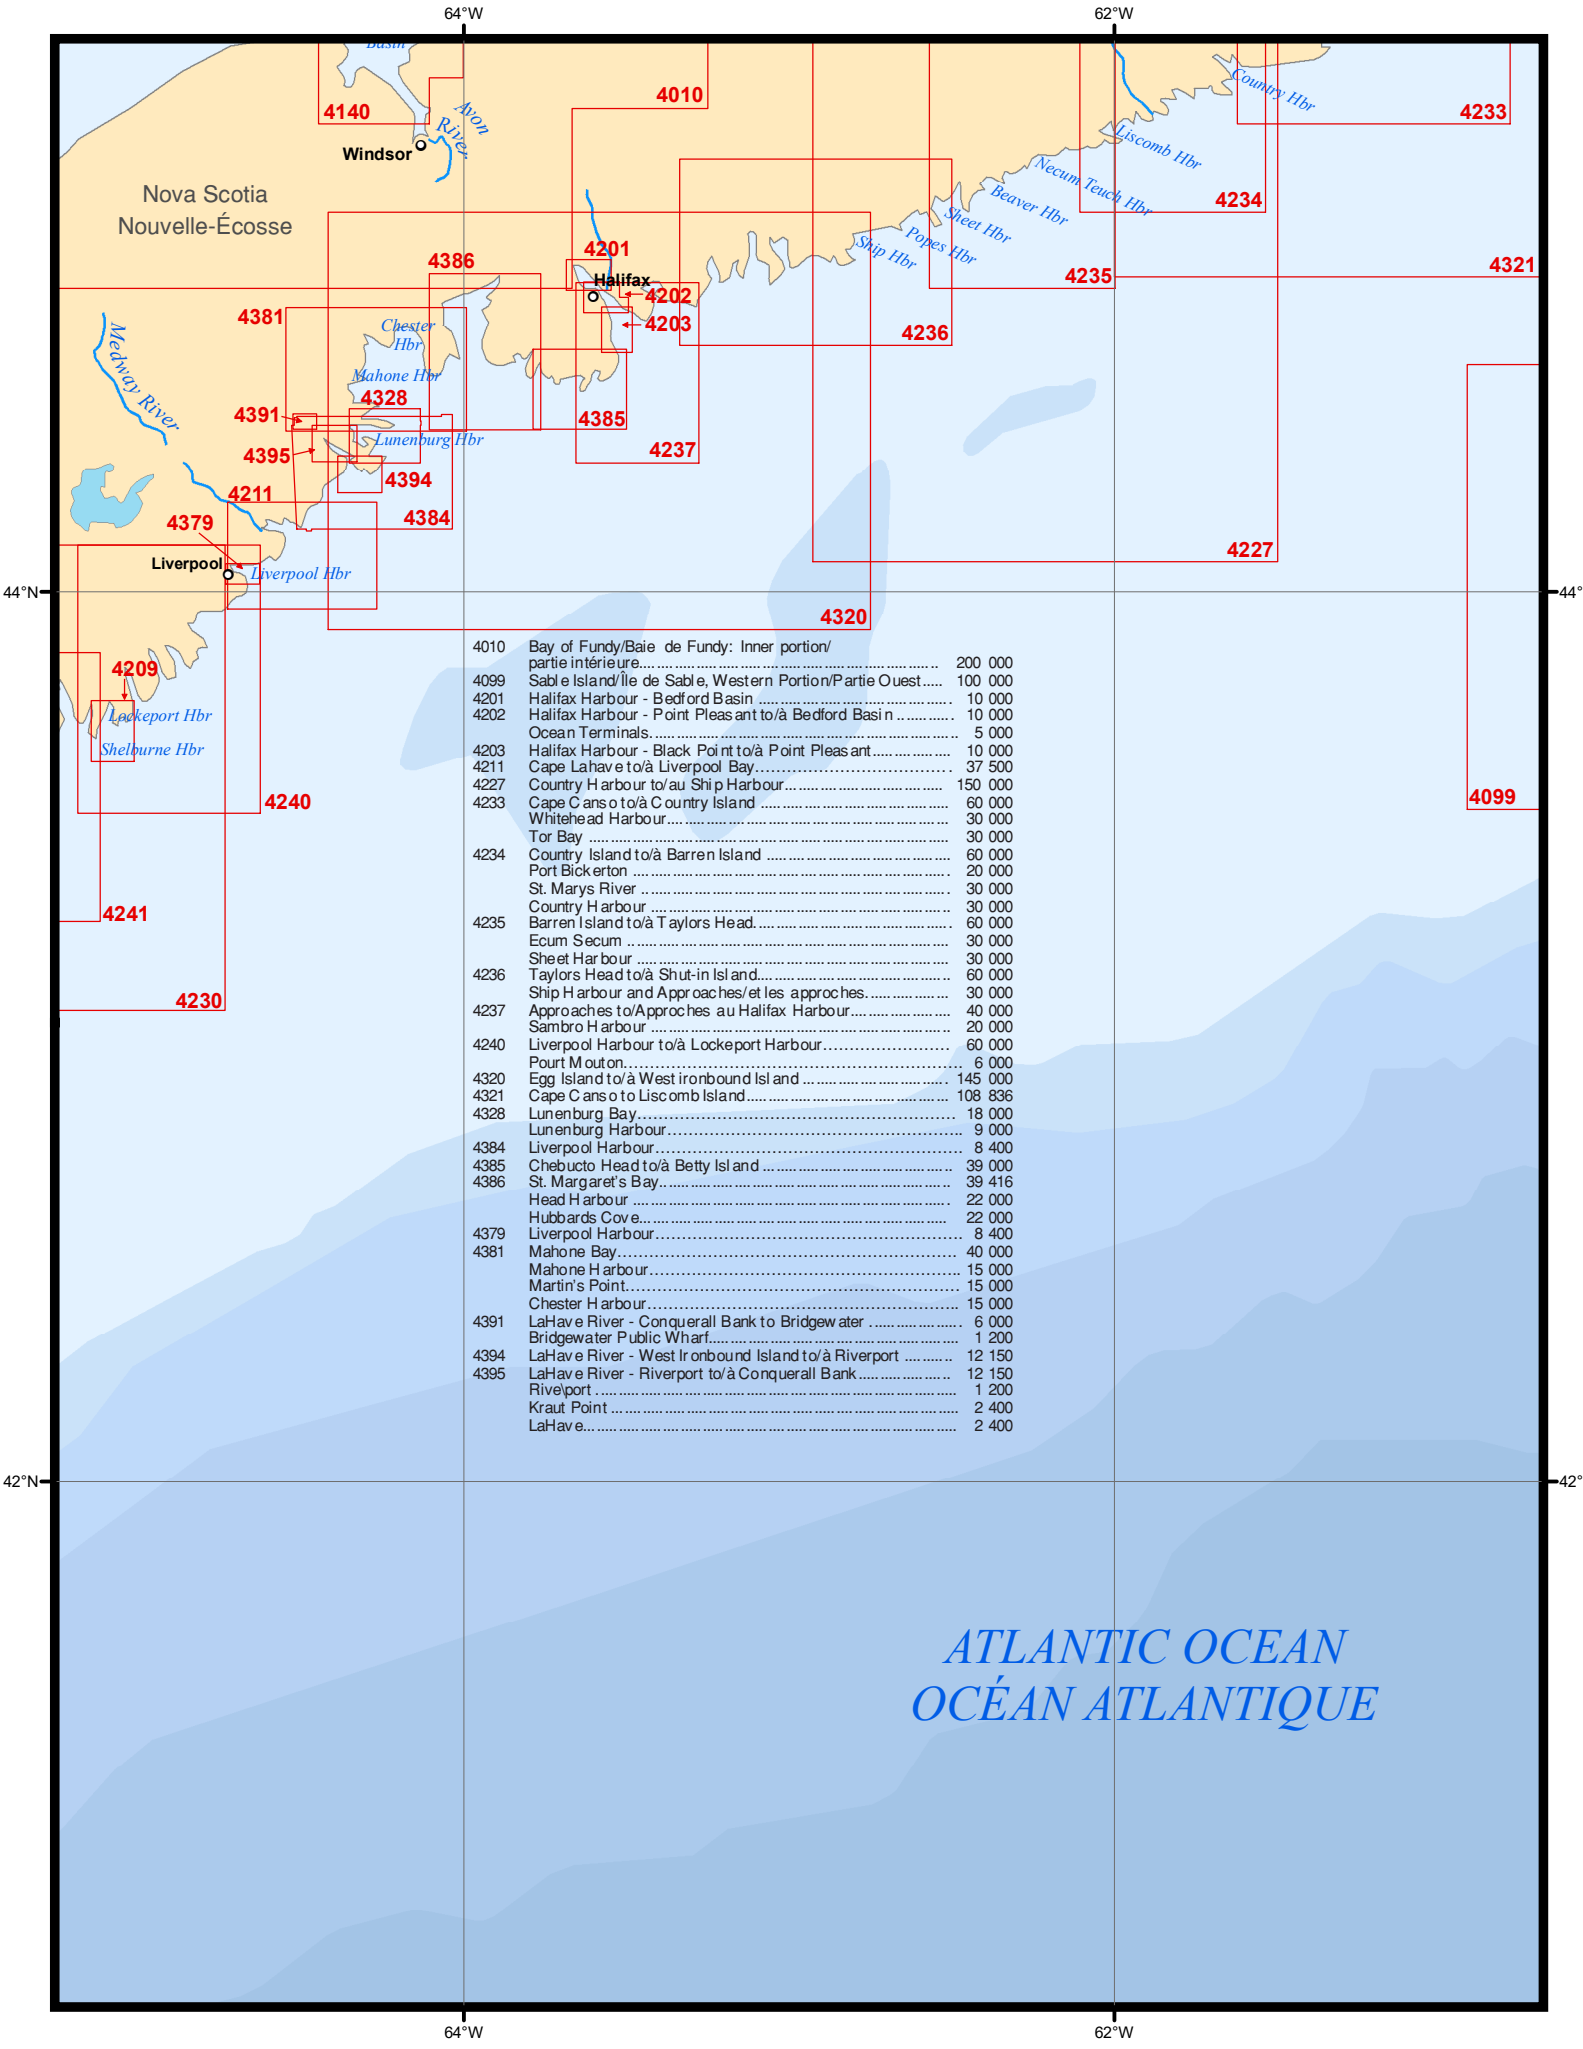 64°W
62°W
Basin
Country Hbr
4140
4010
4233
Avon
River
Liscomb Hbr
Windsor
Necum Teuch Hbr
Nova Scotia
Nouvelle-Écosse
4234
Beaver Hbr
Sheet Hbr
Popes Hbr
Ship Hbr
4201
4386
4235
4321
Halifax
4202
4381
4203
Chester
Hbr
4236
Medway River
Mahone Hbr
4328
4391
4385
Lunenburg Hbr
4237
4395
4394
4211
4384
4379
4227
Liverpool
Liverpool Hbr
44°N
44°
4320
4209
Lockeport Hbr
Shelburne Hbr
4240
4099
4241
4230
4010 Bay of Fundy/Baie de Fundy: Inner portion/
partie intérieure 200 000
4099 Sable Island/Île de Sable, Western Portion/Partie Ouest 100 000
4201 Halifax Harbour - Bedford Basin 10 000
4202 Halifax Harbour - Point Pleasant to/à Bedford Basin 10 000
Ocean Terminals 5 000
4203 Halifax Harbour - Black Point to/à Point Pleasant 10 000
4211 Cape Lahave to/à Liverpool Bay 37 500
4227 Country Harbour to/au Ship Harbour 150 000
4233 Cape Canso to/à Country Island 60 000
Whitehead Harbour 30 000
Tor Bay 30 000
4234 Country Island to/à Barren Island 60 000
Port Bickerton 20 000
St. Marys River 30 000
Country Harbour 30 000
4235 Barren Island to/à Taylors Head 60 000
Ecum Secum 30 000
Sheet Harbour 30 000
4236 Taylors Head to/à Shut-in Island 60 000
Ship Harbour and Approaches/et les approches 30 000
4237 Approaches to/Approches au Halifax Harbour 40 000
Sambro Harbour 20 000
4240 Liverpool Harbour to/à Lockeport Harbour 60 000
Pourt Mouton 6 000
4320 Egg Island to/à West ironbound Island 145 000
4321 Cape Canso to Liscomb Island 108 836
4328 Lunenburg Bay 18 000
Lunenburg Harbour 9 000
4384 Liverpool Harbour 8 400
4385 Chebucto Head to/à Betty Island 39 000
4386 St. Margaret's Bay 39 416
Head Harbour 22 000
Hubbards Cove 22 000
4379 Liverpool Harbour 8 400
4381 Mahone Bay 40 000
Mahone Harbour 15 000
Martin's Point 15 000
Chester Harbour 15 000
4391 LaHave River - Conquerall Bank to Bridgewater 6 000
Bridgewater Public Wharf 1 200
4394 LaHave River - West Ironbound Island to/à Riverport 12 150
4395 LaHave River - Riverport to/à Conquerall Bank 12 150
Rive\port 1 200
Kraut Point 2 400
LaHave 2 400
42°N
42°
ATLANTIC OCEAN
OCÉAN ATLANTIQUE
64°W
62°W